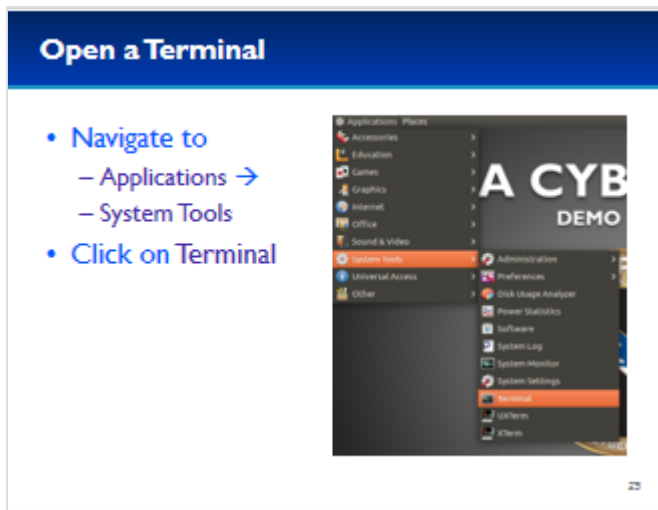 Open a Terminal
• Navigate to
– Applications →
– System Tools
• Click on Terminal
Applications Places
Accessories
Education
Games
Graphics
Internet
Office
Sound & Video
System Tools
Universal Access
Other
A CYB
DEMO
Administration
Preferences
Disk Usage Analyzer
Power Statistics
Software
System Log
System Monitor
System Settings
Terminal
UXTerm
XTerm